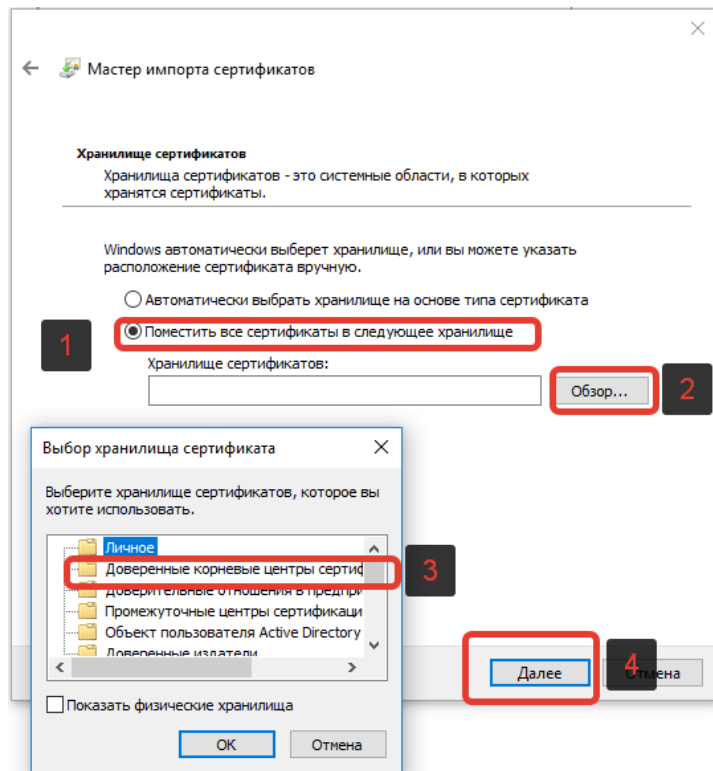 Мастер импорта сертификатов
Хранилище сертификатов
Хранилища сертификатов - это системные области, в которых
хранятся сертификаты.
Windows автоматически выберет хранилище, или вы можете указать
расположение сертификата вручную.
Автоматически выбрать хранилище на основе типа сертификата
1
Поместить все сертификаты в следующее хранилище
Хранилище сертификатов:
Обзор...
2
Выбор хранилища сертификата
Выберите хранилище сертификатов, которое вы
хотите использовать.
Личное
Доверенные корневые центры сертиф
3
Доверительные отношения в предпри
Промежуточные центры сертификаци
Объект пользователя Active Directory
Доверенные издатели
Показать физические хранилища
ОК
Отмена
Далее
4
Отмена